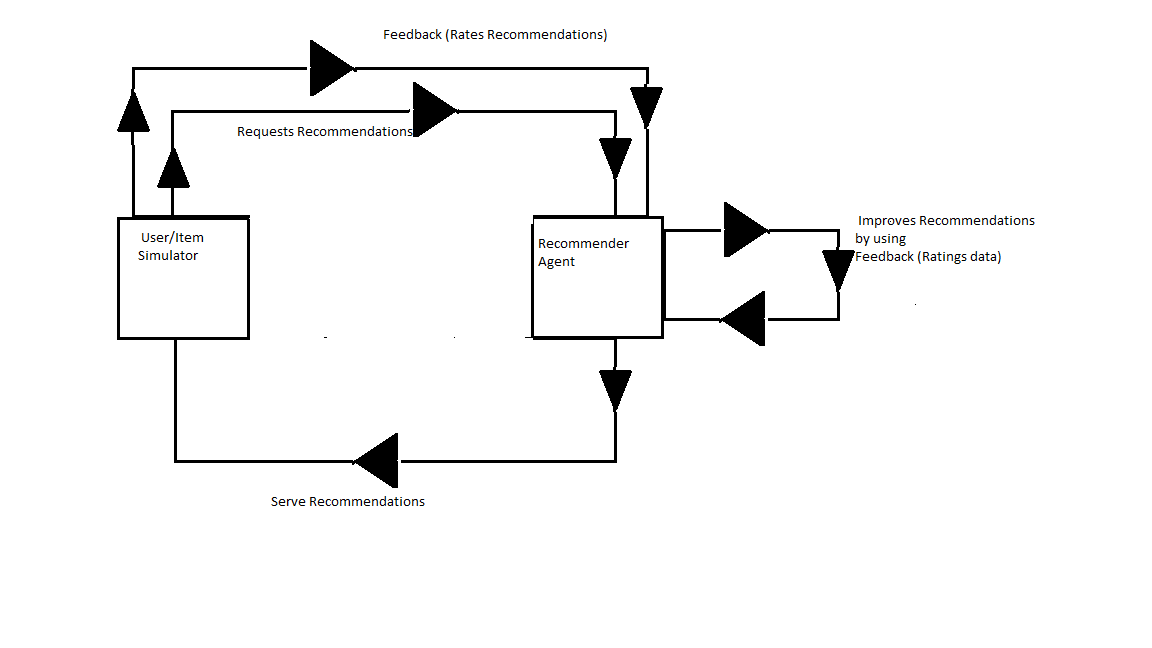 Feedback (Rates Recommendations)
Requests Recommendations
User/Item
Simulator
Recommender
Agent
Improves Recommendations
by using
Feedback (Ratings data)
Serve Recommendations